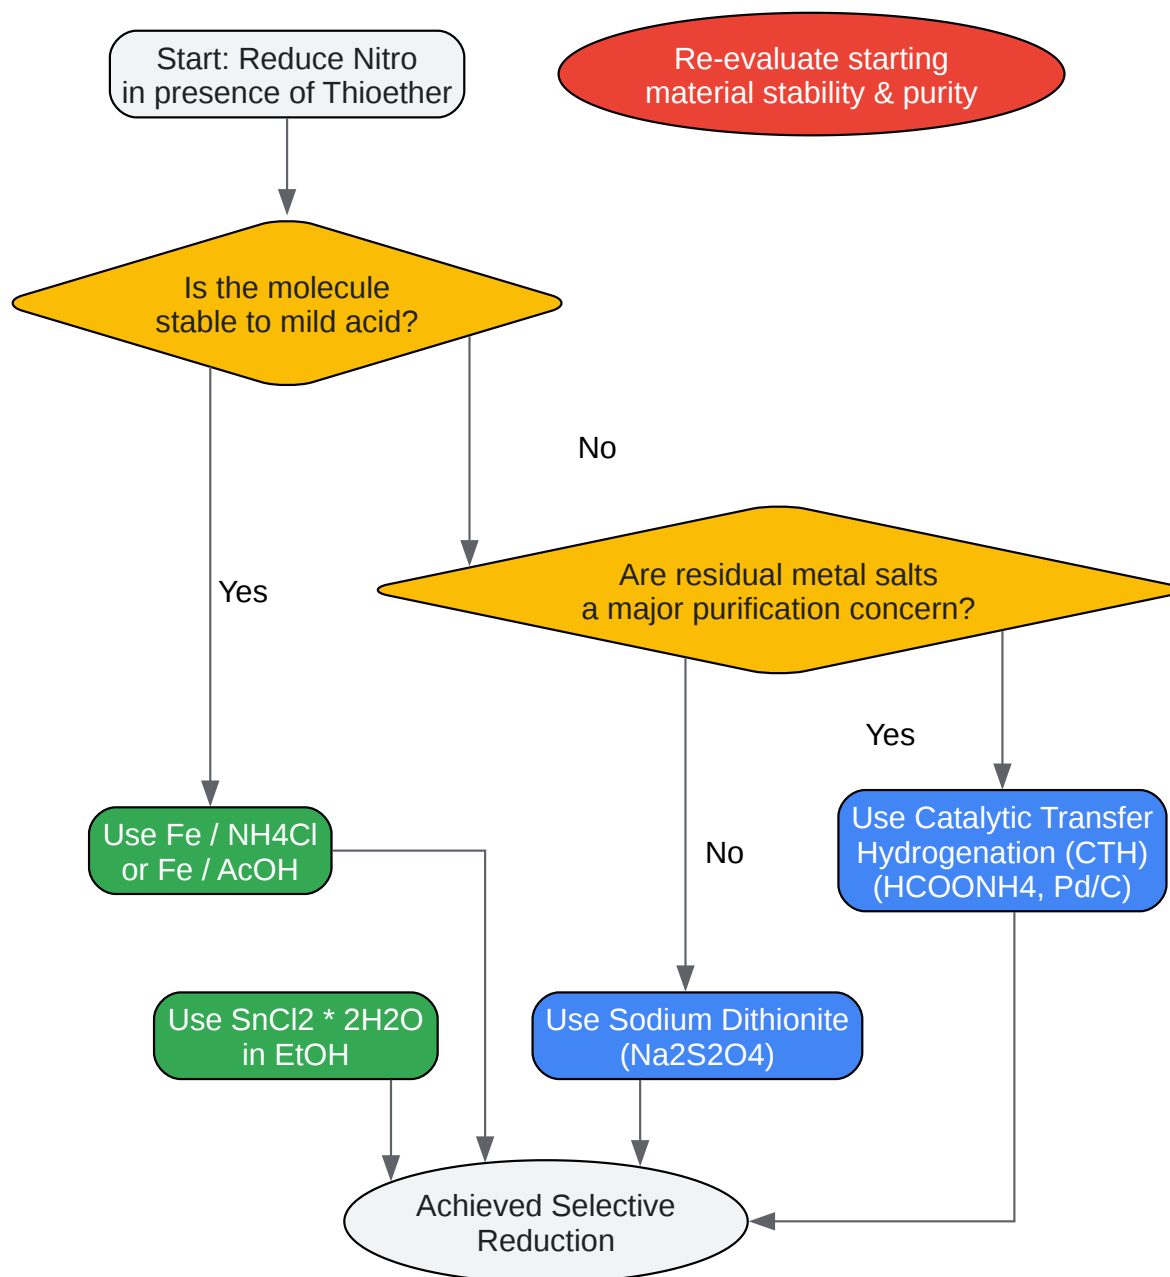 Start: Reduce Nitro
in presence of Thioether
Re-evaluate starting
material stability & purity
Is the molecule
stable to mild acid?
No
Are residual metal salts
a major purification concern?
Yes
Yes
Use Fe / NH4Cl
or Fe / AcOH
No
Use Catalytic Transfer
Hydrogenation (CTH)
(HCOONH4, Pd/C)
Use SnCl2 * 2H2O
in EtOH
Use Sodium Dithionite
(Na2S2O4)
Achieved Selective
Reduction